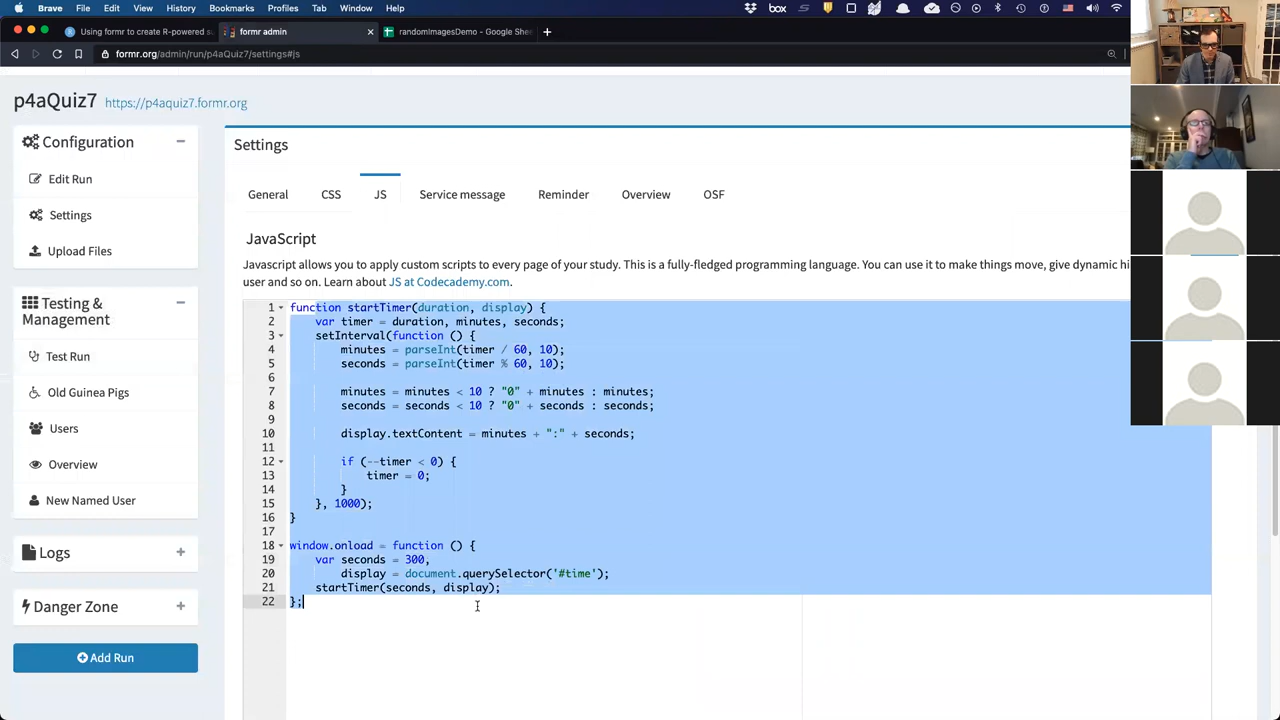 Brave File Edit View History Bookmarks Profiles Tab Window Help
Using formr to create R-powered su
formr admin
randomImagesDemo - Google She
formr.org/admin/run/p4aQuiz7/settings#js
p4aQuiz7 https://p4aquiz7.formr.org
Configuration
Edit Run
Settings
Upload Files
Testing &
Management
Test Run
Old Guinea Pigs
Users
Overview
New Named User
Logs
Danger Zone
Add Run
Settings
General CSS JS Service message Reminder Overview OSF
JavaScript
Javascript allows you to apply custom scripts to every page of your study. This is a fully-fledged programming language. You can use it to make things move, give dynamic hi
user and so on. Learn about JS at Codecademy.com.
1 function startTimer(duration, display) {
2 var timer = duration, minutes, seconds;
3 setInterval(function () {
4 minutes = parseInt(timer / 60, 10);
5 seconds = parseInt(timer % 60, 10);
6
7 minutes = minutes < 10 ? "0" + minutes : minutes;
8 seconds = seconds < 10 ? "0" + seconds : seconds;
9
10 display.textContent = minutes + ":" + seconds;
11
12 if (--timer < 0) {
13 timer = 0;
14 }
15 }, 1000);
16 }
17
18 window.onload = function () {
19 var seconds = 300,
20 display = document.querySelector('#time');
21 startTimer(seconds, display);
22 };